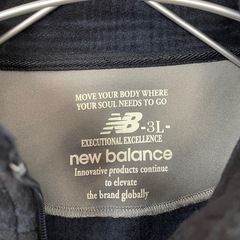 MOVE YOUR BODY WHERE
YOUR SOUL NEEDS TO GO
NB -3L-
EXECUTIONAL EXCELLENCE
new balance
Innovative products continue
to elevate
the brand globally